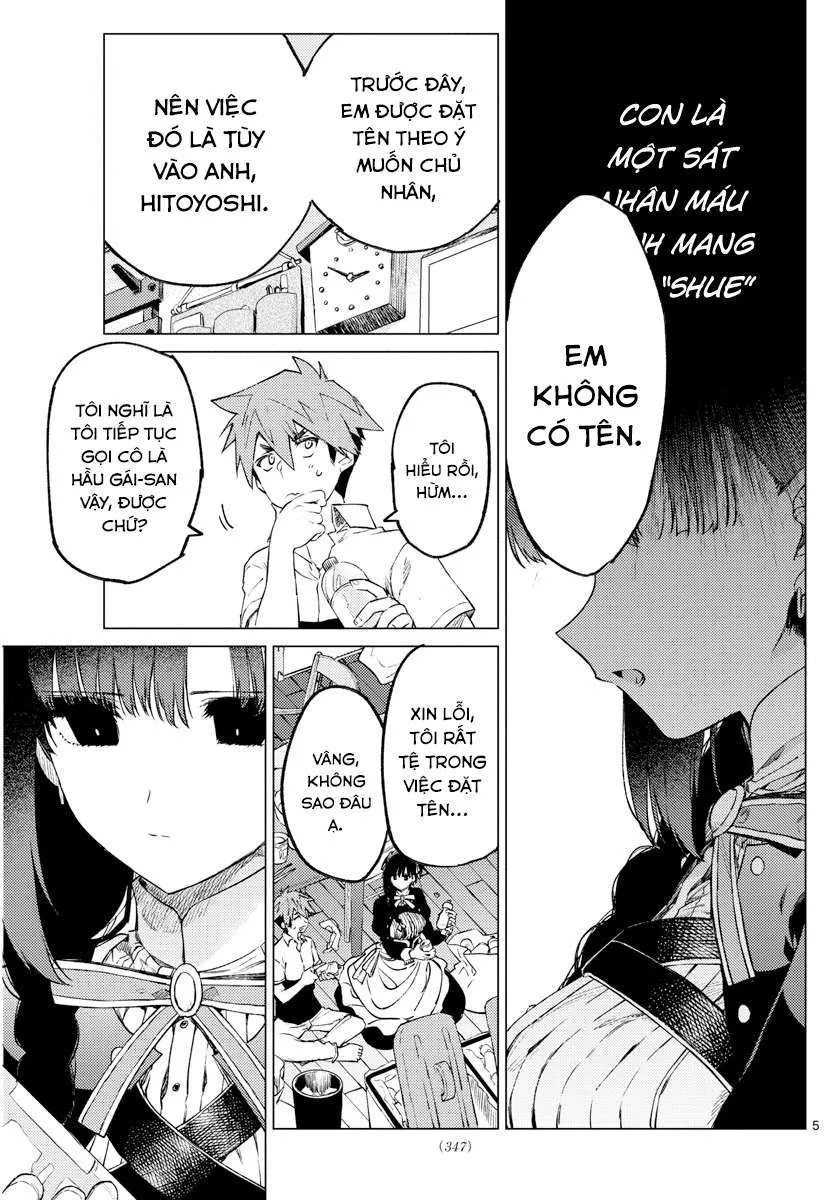 CON LÀ
MỘT SÁT
NHÂN MÁU
MANG
"SHUE"
EM
KHÔNG
CÓ TÊN.
TRƯỚC ĐÂY,
EM ĐƯỢC ĐẶT
TÊN THEO Ý
MUỐN CHỦ
NHÂN,
NÊN VIỆC
ĐÓ LÀ TÙY
VÀO ANH,
HITOYOSHI.
TÔI
HIỂU RỒI,
HỪM...
TÔI NGHĨ LÀ
TÔI TIẾP TỤC
GỌI CÔ LÀ
HẦU GÁI-SAN
VẬY, ĐƯỢC
CHỨ?
XIN LỖI,
TÔI RẤT
TỆ TRONG
VIỆC ĐẶT
TÊN...
VÂNG,
KHÔNG
SAO ĐÂU
Ạ.
5
(347)